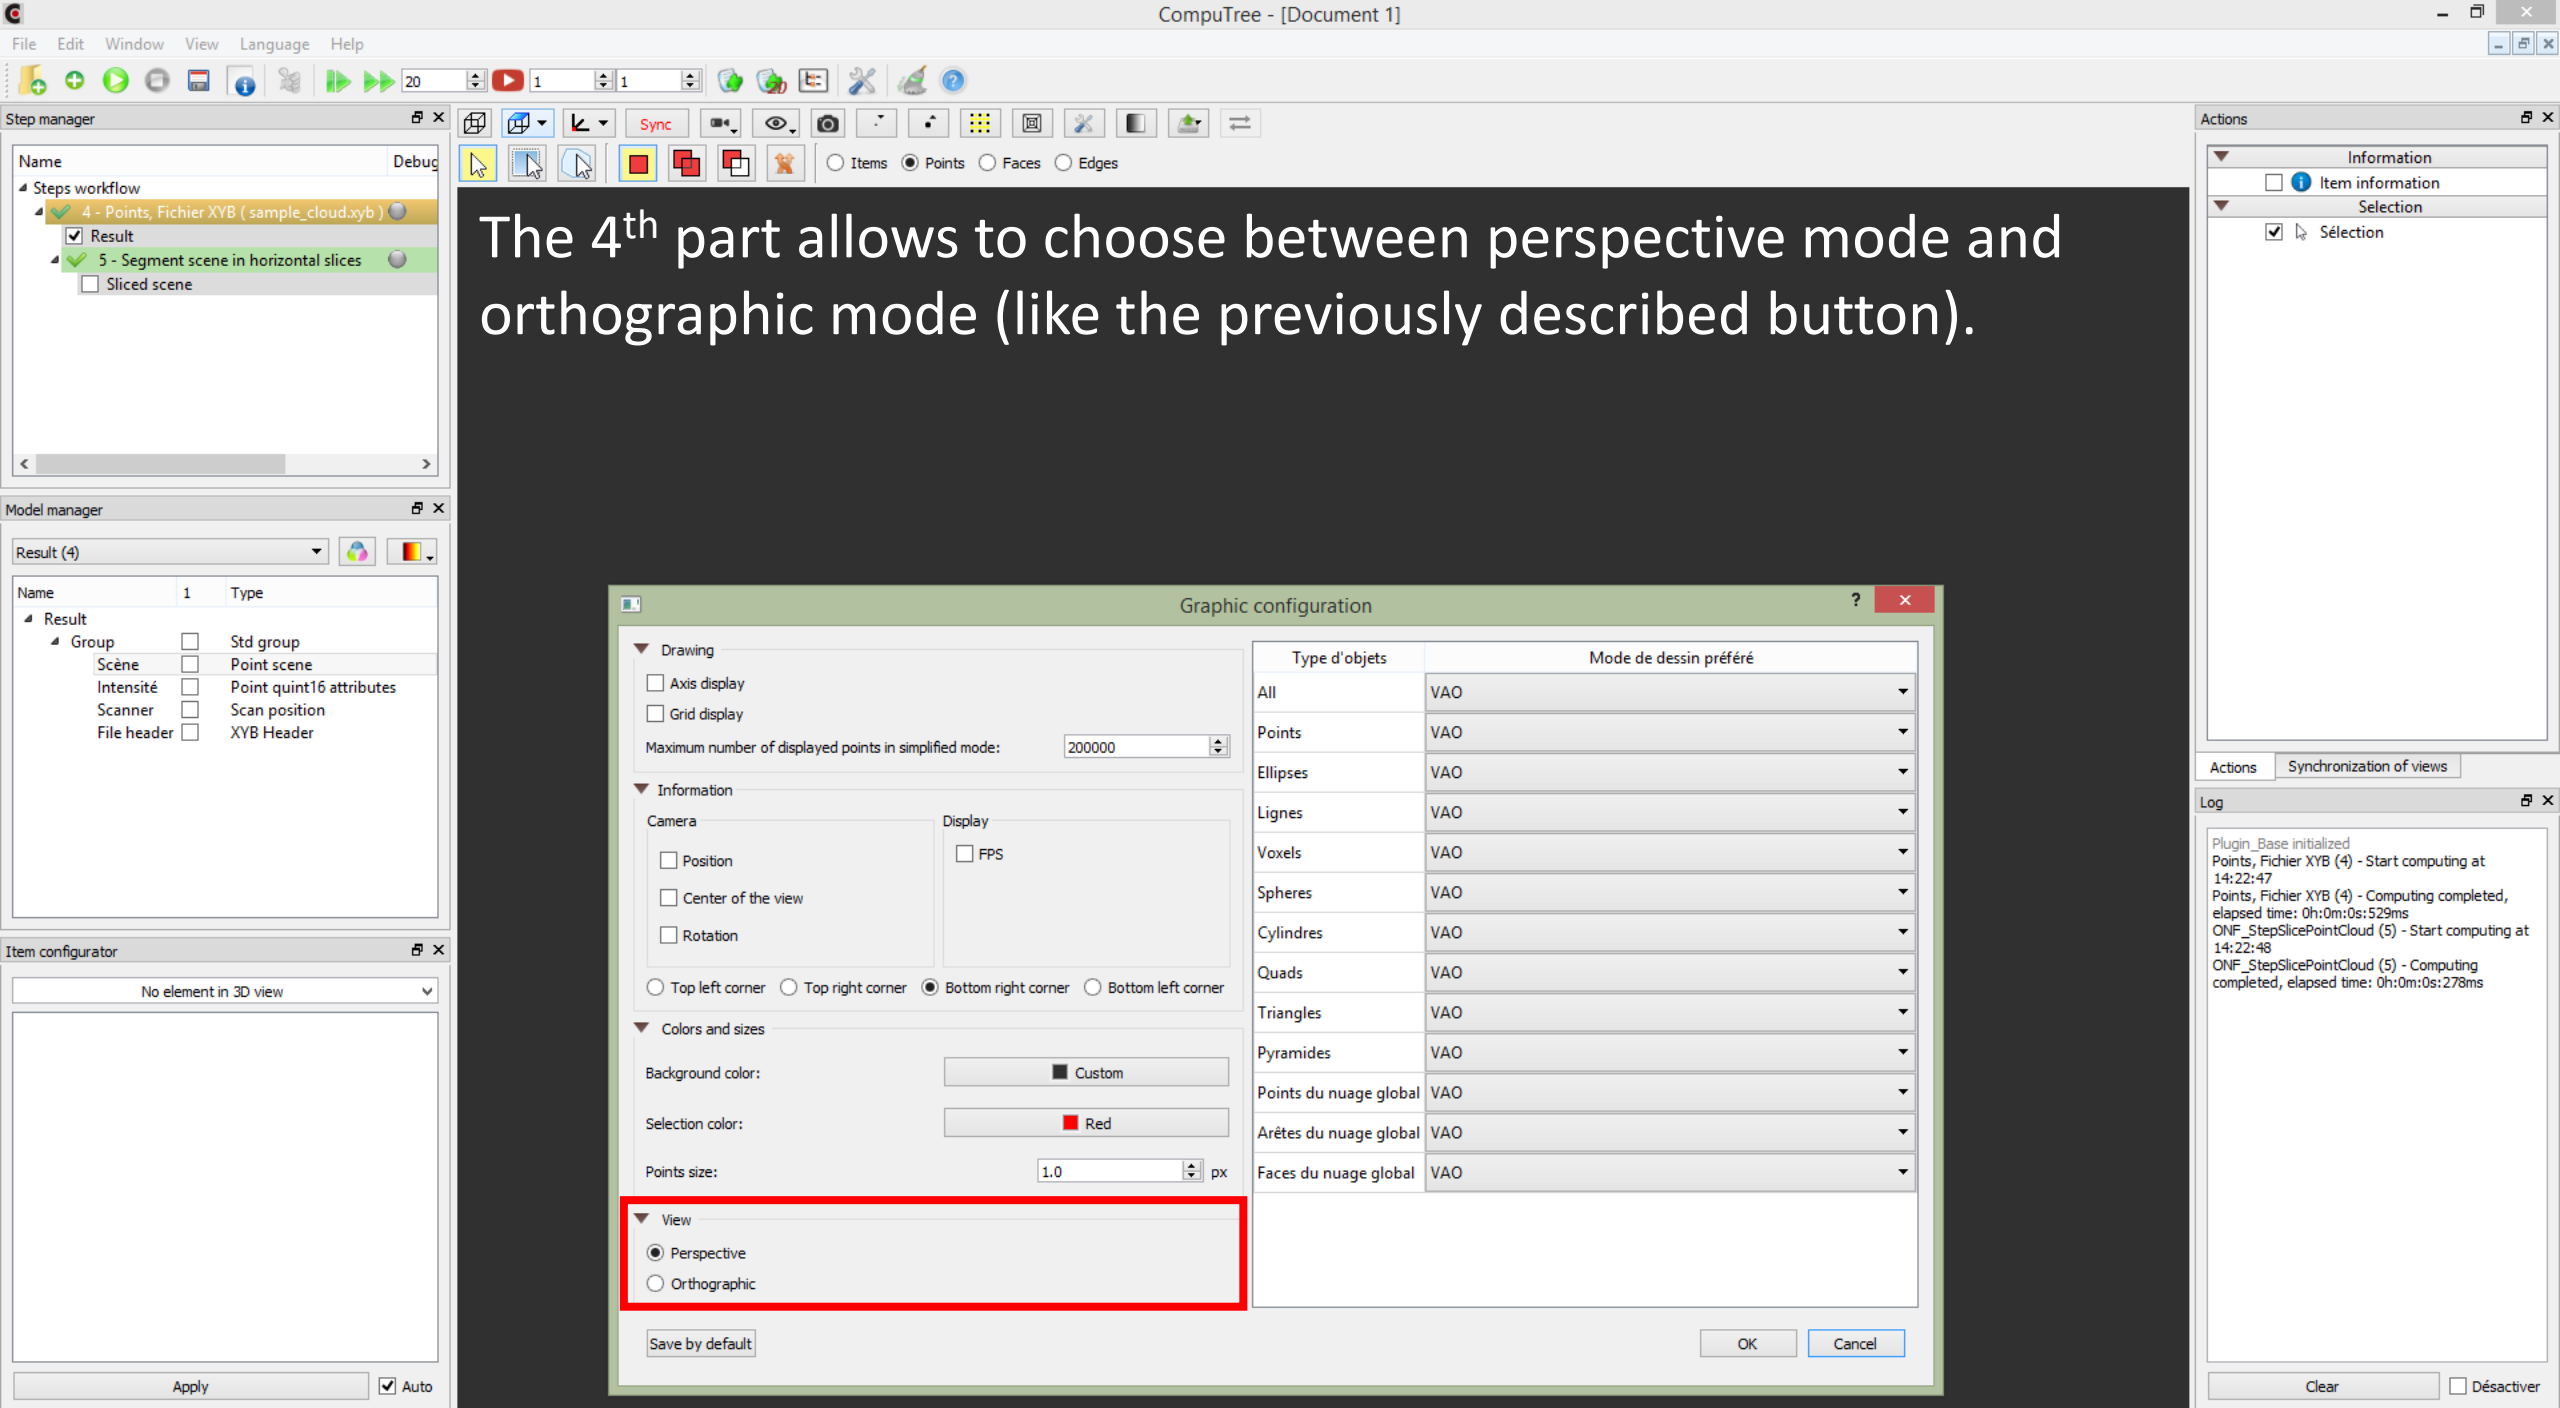 CompuTree - [Document 1]
File Edit Window View Language Help
20 1 1
Step manager
Name Debug
Steps workflow
4 - Points, Fichier XYB ( sample_cloud.xyb )
Result
5 - Segment scene in horizontal slices
Sliced scene
Sync
Items Points Faces Edges
The 4th part allows to choose between perspective mode and
orthographic mode (like the previously described button).
Model manager
Result (4)
Name 1 Type
Result
Group Std group
Scène Point scene
Intensité Point quint16 attributes
Scanner Scan position
File header XYB Header
Item configurator
No element in 3D view
Apply Auto
Graphic configuration
Drawing
Axis display
Grid display
Maximum number of displayed points in simplified mode: 200000
Information
Camera Display
Position FPS
Center of the view
Rotation
Top left corner Top right corner Bottom right corner Bottom left corner
Colors and sizes
Background color: Custom
Selection color: Red
Points size: 1.0 px
View
Perspective
Orthographic
Save by default
Type d'objets Mode de dessin préféré
All VAO
Points VAO
Ellipses VAO
Lignes VAO
Voxels VAO
Spheres VAO
Cylindres VAO
Quads VAO
Triangles VAO
Pyramides VAO
Points du nuage global VAO
Arêtes du nuage global VAO
Faces du nuage global VAO
OK Cancel
Actions
Information
Item information
Selection
Sélection
Actions Synchronization of views
Log
Plugin_Base initialized
Points, Fichier XYB (4) - Start computing at
14:22:47
Points, Fichier XYB (4) - Computing completed,
elapsed time: 0h:0m:0s:529ms
ONF_StepSlicePointCloud (5) - Start computing at
14:22:48
ONF_StepSlicePointCloud (5) - Computing
completed, elapsed time: 0h:0m:0s:278ms
Clear Désactiver